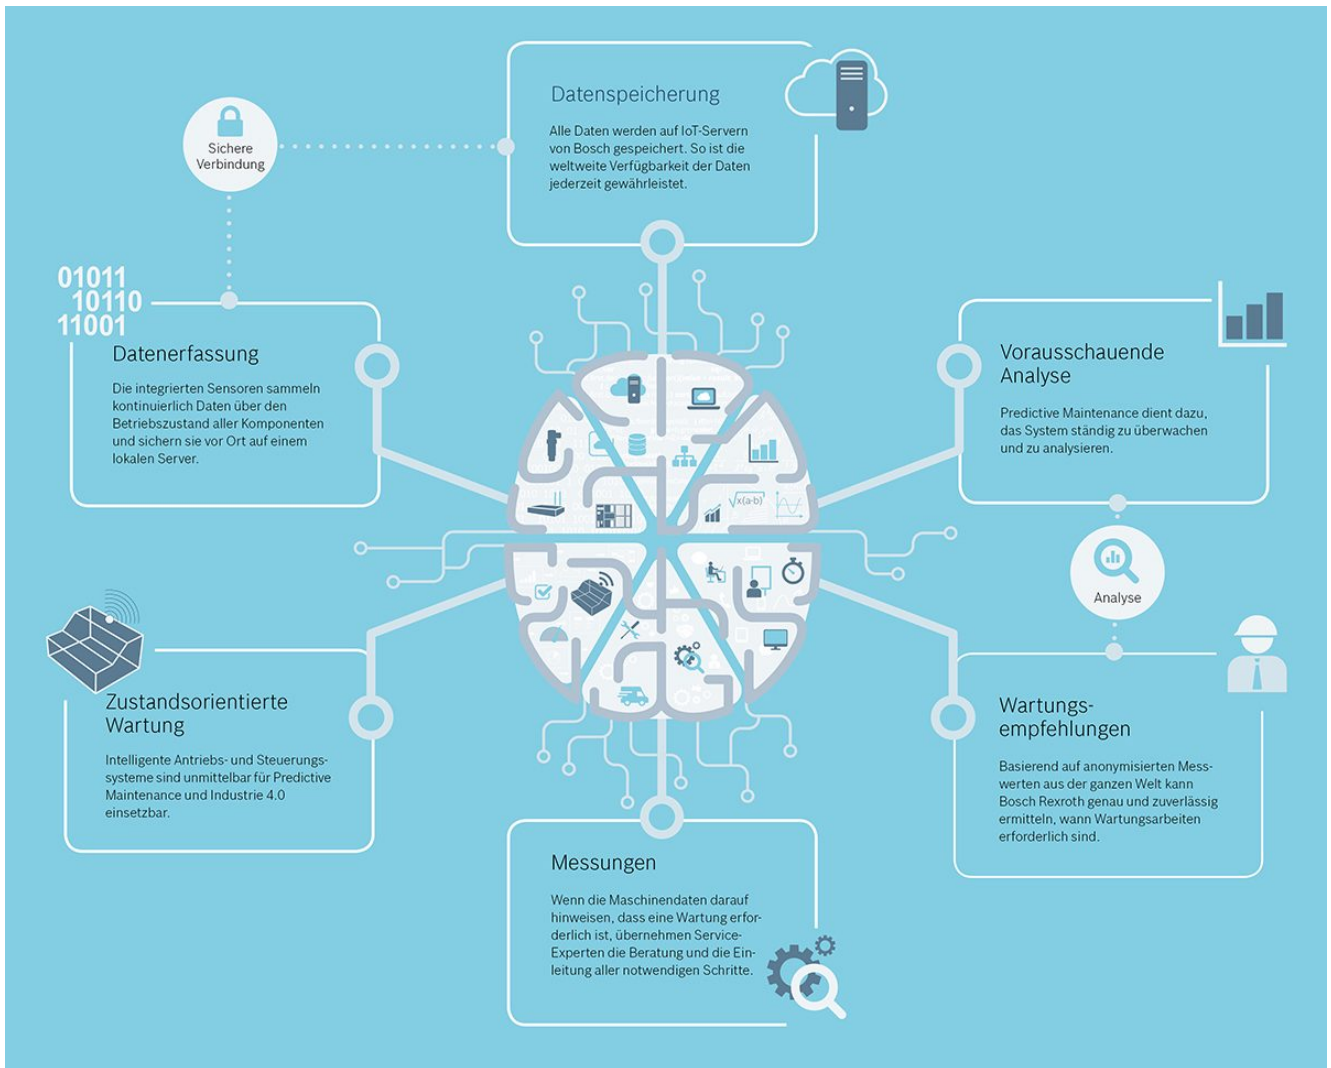 Datenspeicherung
Alle Daten werden auf IoT-Servern
von Bosch gespeichert. So ist die
weltweite Verfügbarkeit der Daten
jederzeit gewährleistet.
Sichere
Verbindung
01011
10110
11001
Datenerfassung
Die integrierten Sensoren sammeln
kontinuierlich Daten über den
Betriebszustand aller Komponenten
und sichern sie vor Ort auf einem
lokalen Server.
Vorausschauende
Analyse
Predictive Maintenance dient dazu,
das System ständig zu überwachen
und zu analysieren.
√x(a-b)
Analyse
Zustandsorientierte
Wartung
Intelligente Antriebs- und Steuerungs-
systeme sind unmittelbar für Predictive
Maintenance und Industrie 4.0
einsetzbar.
Wartungs-
empfehlungen
Basierend auf anonymisierten Mess-
werten aus der ganzen Welt kann
Bosch Rexroth genau und zuverlässig
ermitteln, wann Wartungsarbeiten
erforderlich sind.
Messungen
Wenn die Maschinendaten darauf
hinweisen, dass eine Wartung erfor-
derlich ist, übernehmen Service-
Experten die Beratung und die Ein-
leitung aller notwendigen Schritte.